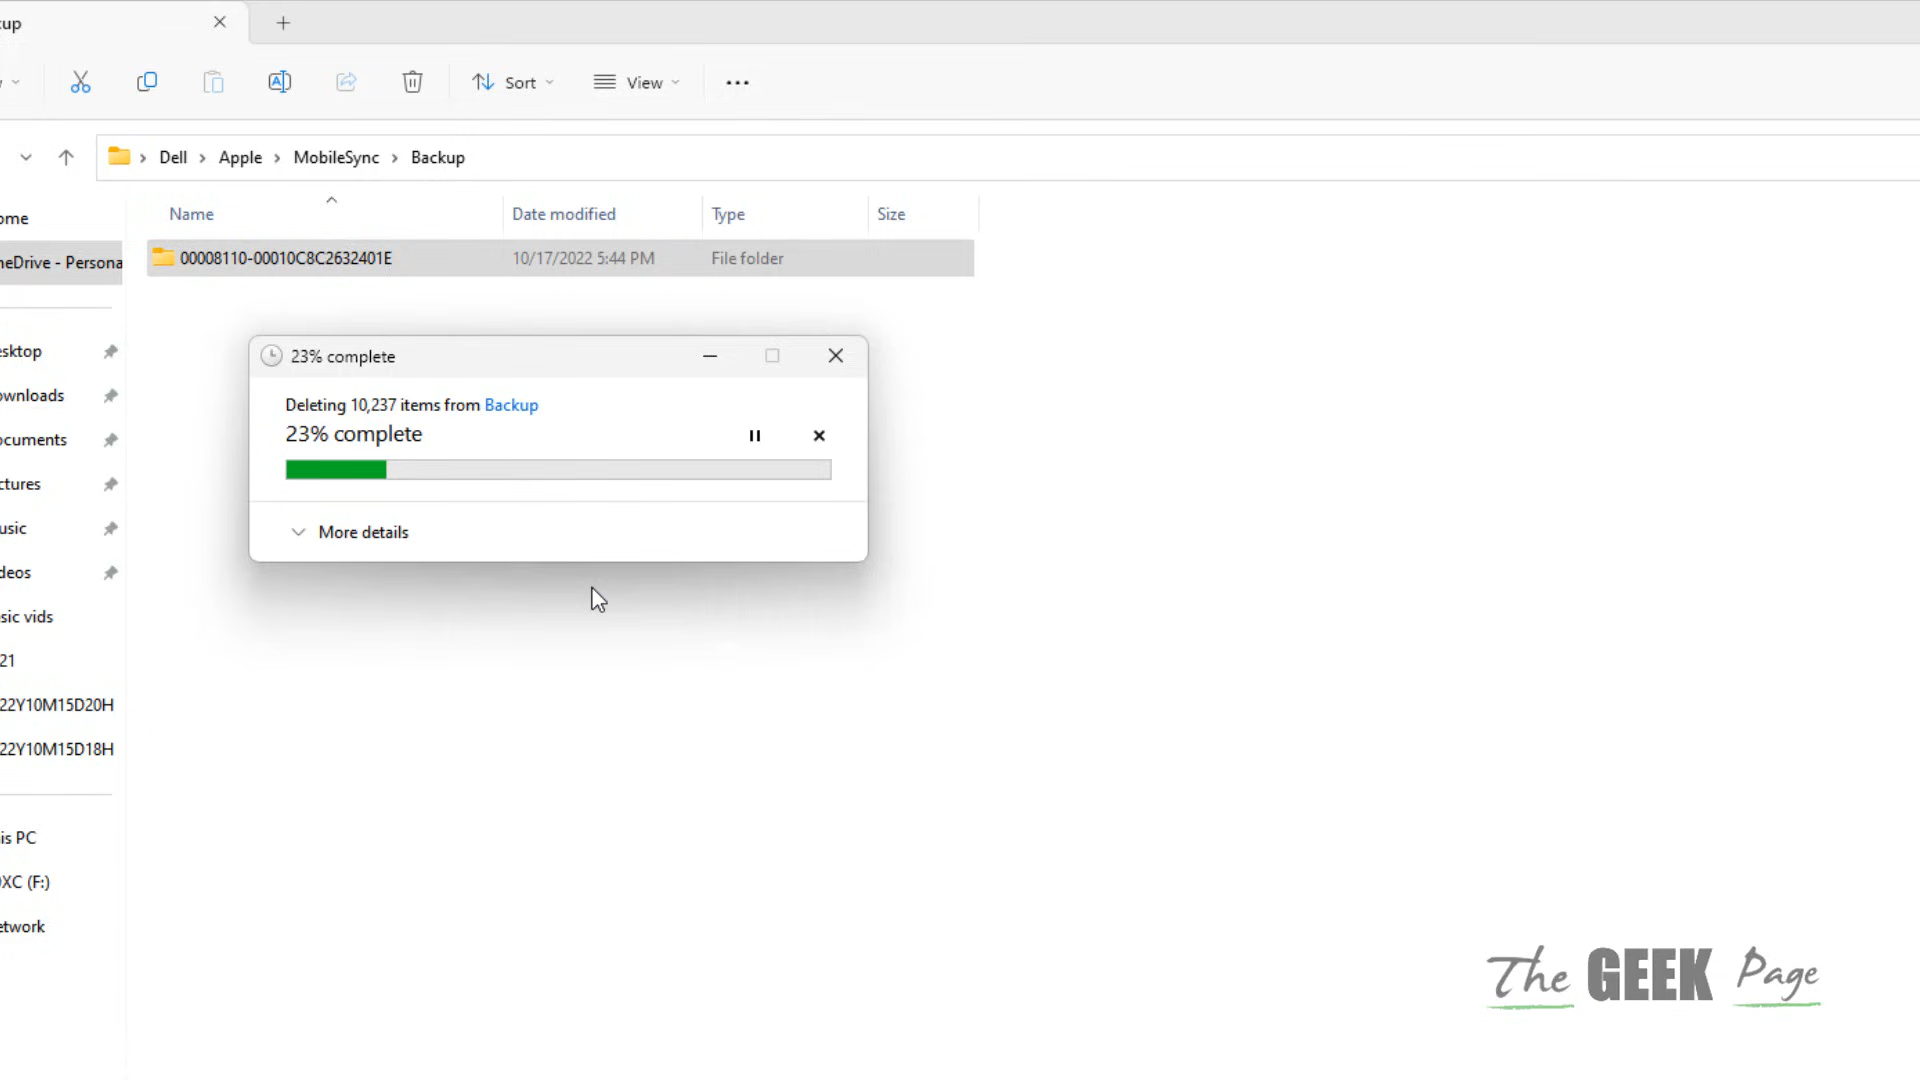 cup
Sort
View
Dell > Apple > MobileSync > Backup
Name
Date modified
Type
Size
ome
neDrive - Persona
00008110-00010C8C2632401E
10/17/2022 5:44 PM
File folder
esktop
ownloads
ocuments
ctures
usic
deos
sic vids
21
22Y10M15D20H
22Y10M15D18H
is PC
XC (F:)
etwork
23% complete
Deleting 10,237 items from Backup
23% complete
More details
The GEEK Page